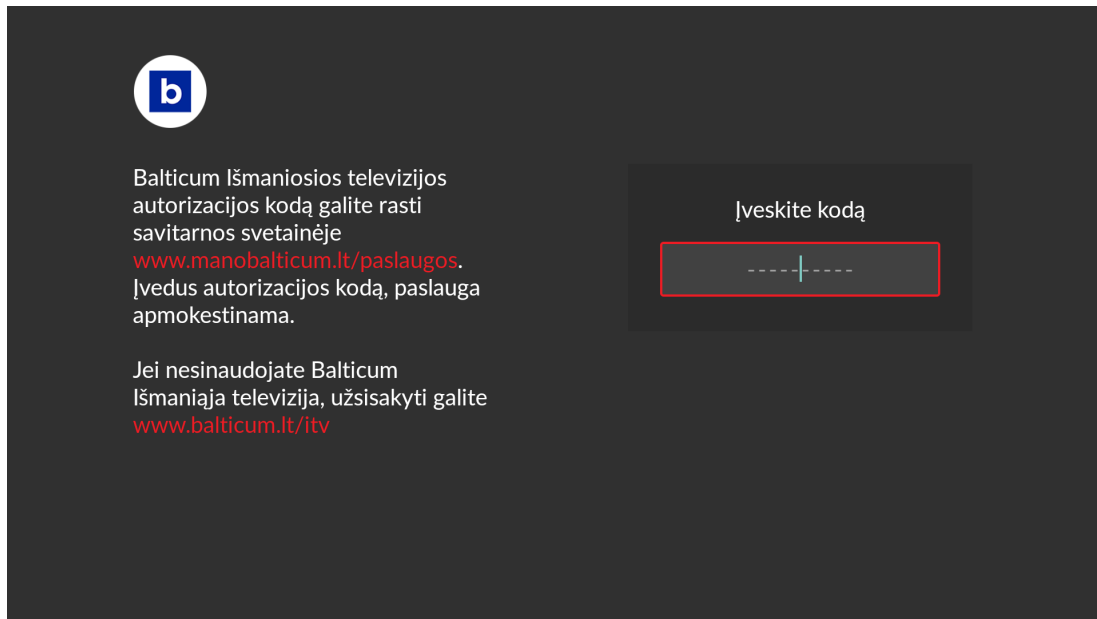 b
Balticum Išmaniosios televizijos
autorizacijos kodą galite rasti
savitarnos svetainėje
www.manobalticum.lt/paslaugos.
Įvedus autorizacijos kodą, paslauga
apmokestinama.
Jei nesinaudojate Balticum
Išmaniąja televizija, užsisakyti galite
www.balticum.lt/itv
Įveskite kodą
----------